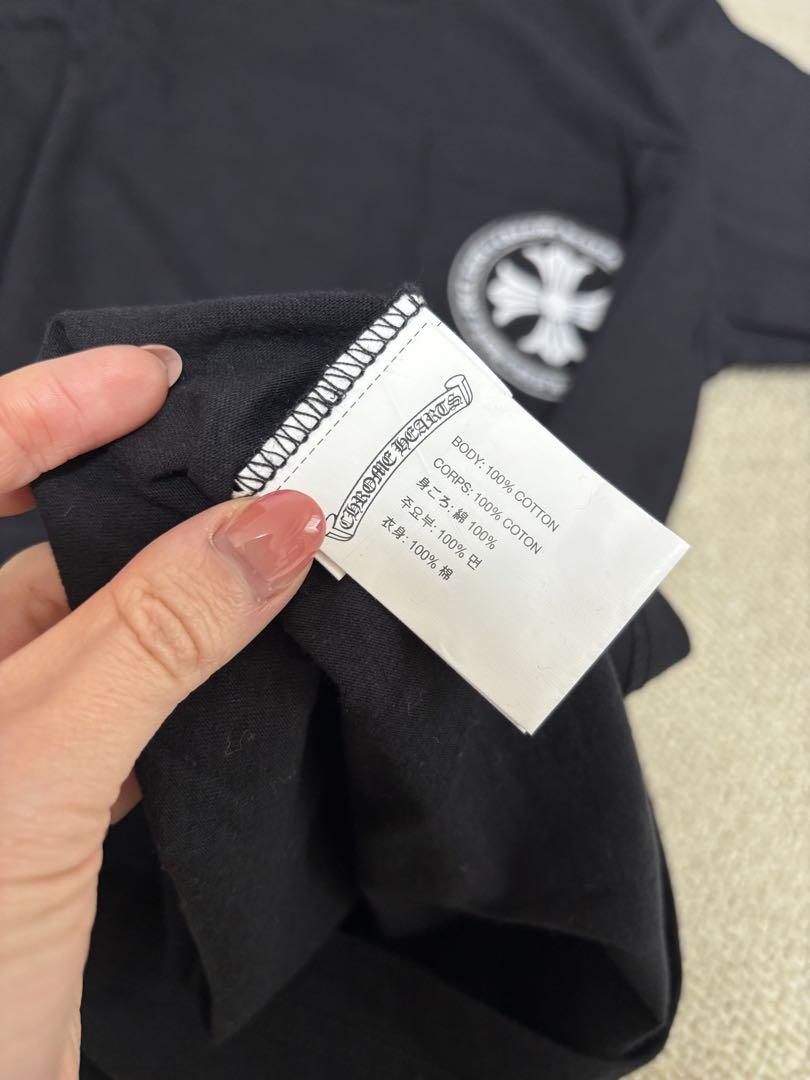 CHROME HEARTS
BODY: 100% COTTON
CORPS: 100% COTON
身ごろ: 綿 100%
주요부: 100% 면
衣身: 100% 棉